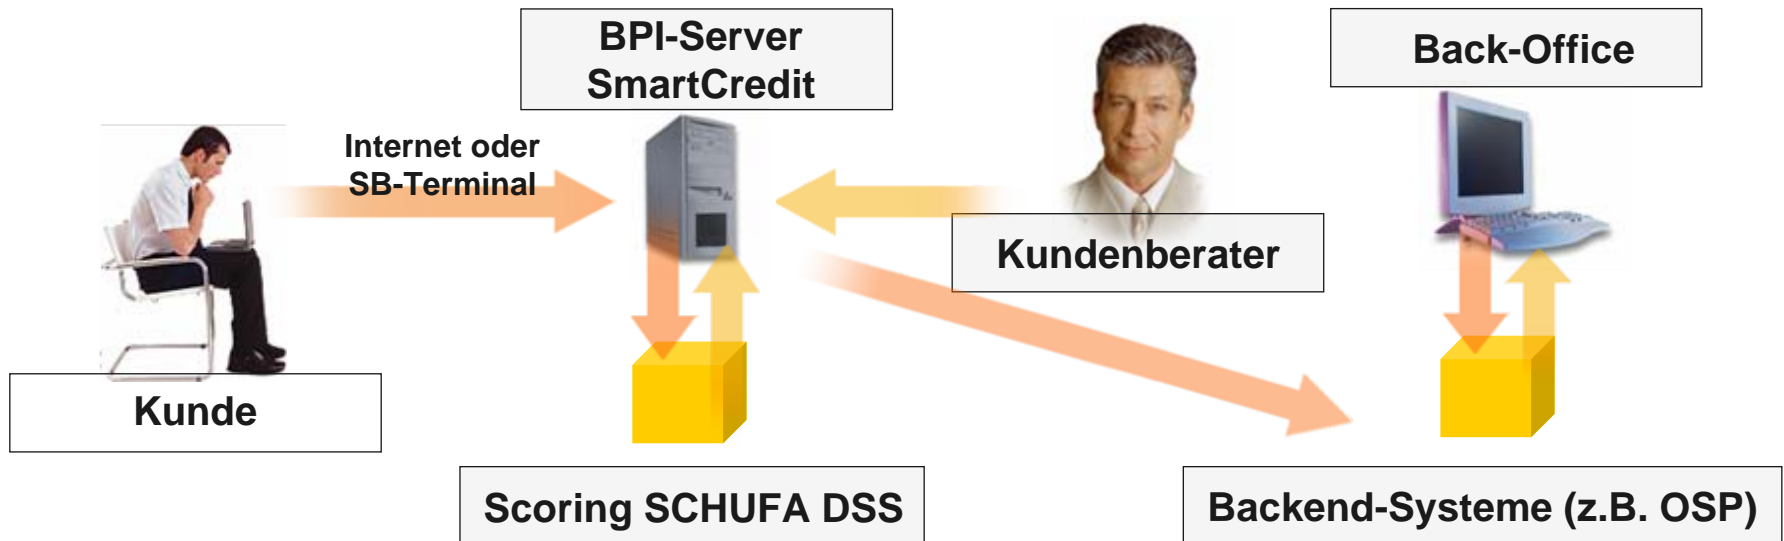 BPI-Server
SmartCredit
Back-Office
Internet oder
SB-Terminal
Kundenberater
Kunde
Scoring SCHUFA DSS
Backend-Systeme (z.B. OSP)